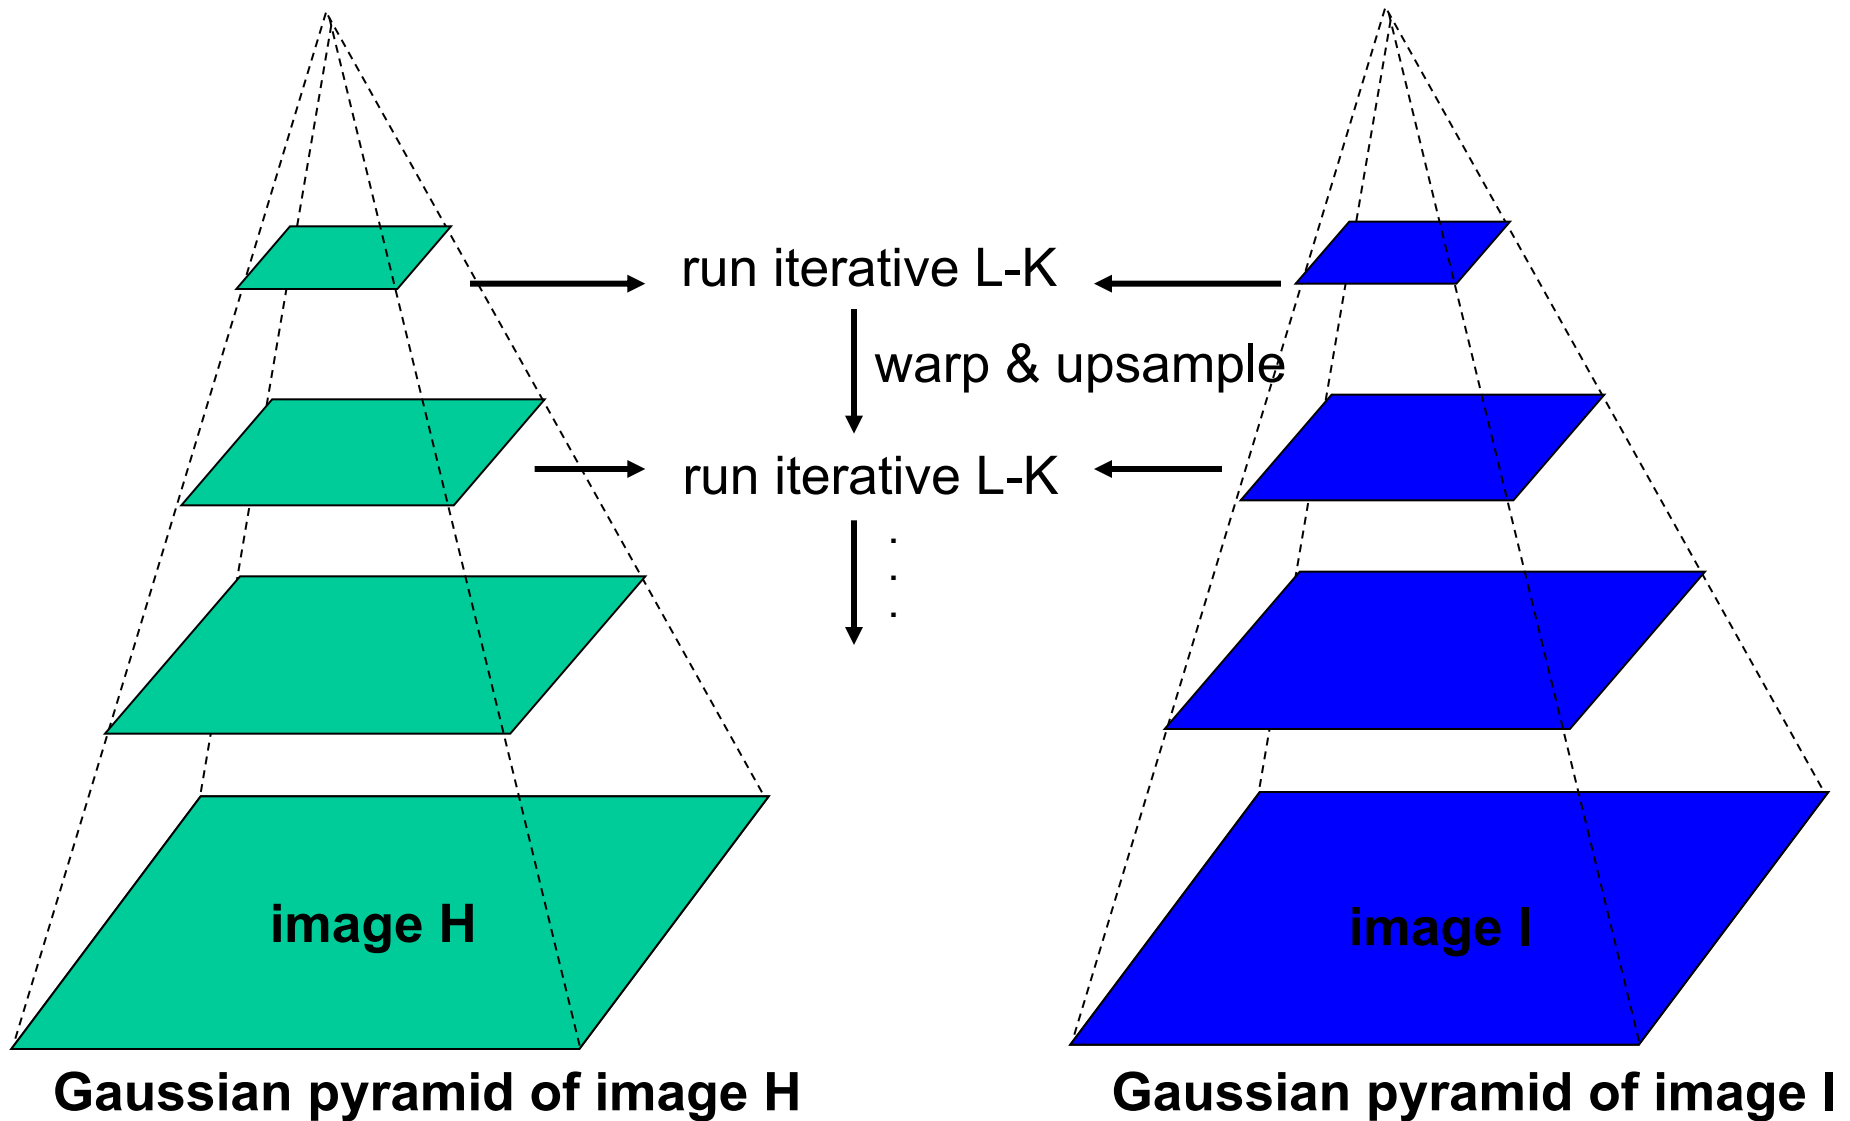 run iterative L-K
warp & upsample
run iterative L-K
.
.
.
image H
image I
Gaussian pyramid of image H
Gaussian pyramid of image I